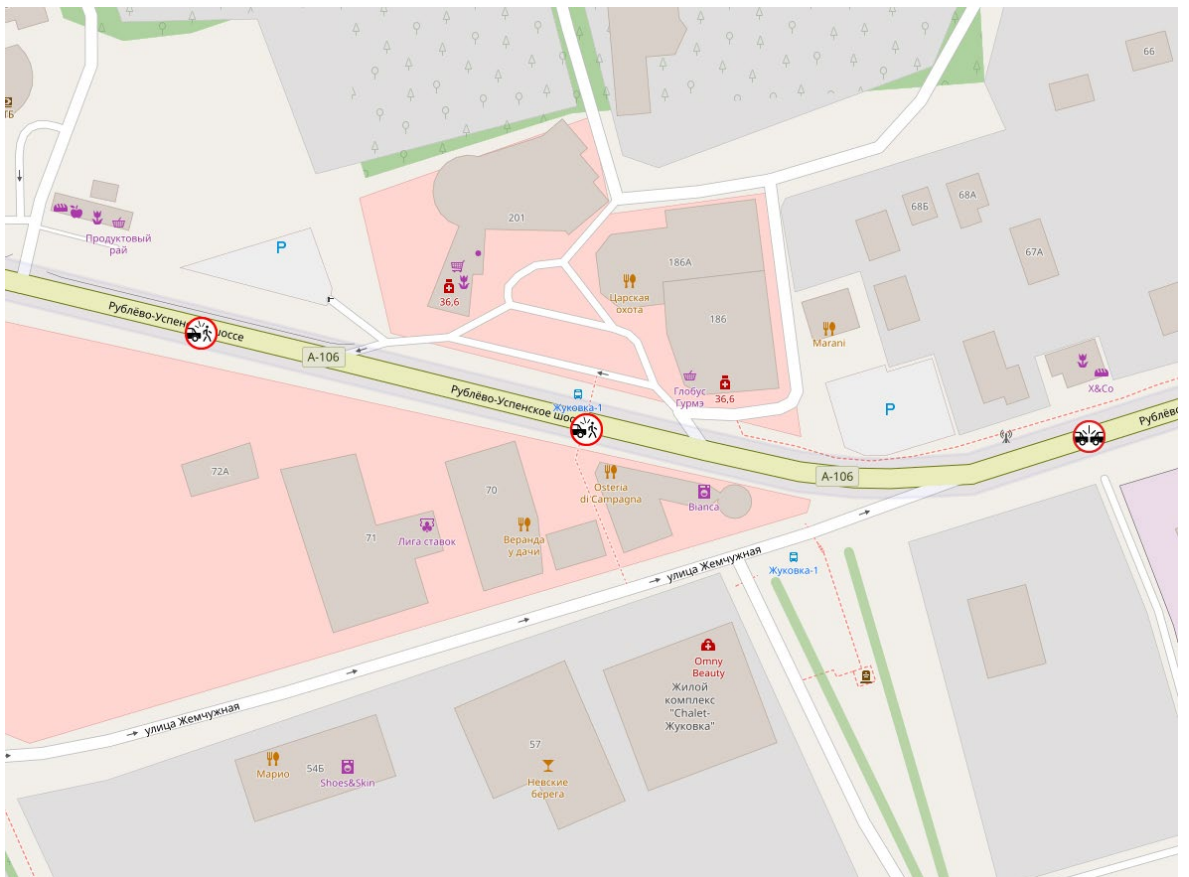 66
ТБ
68А
68Б
201
Продуктовый
рай
P
67А
186А
Царская
охота
36,6
186
Marani
Рублёво-Успенское шоссе
А-106
Глобус
Гурмэ
36,6
X&Co
Рублёво-Успенское шос
Жуковка-1
P
Рублёв
А-106
72А
70
Osteria
di Campagna
Bianca
71
Лига ставок
Веранда
у дачи
улица Жемчужная
Жуковка-1
Omny
Beauty
Жилой
комплекс
"Chalet-
Жуковка"
улица Жемчужная
57
54Б
Марио
Shoes&Skin
Невские
берега